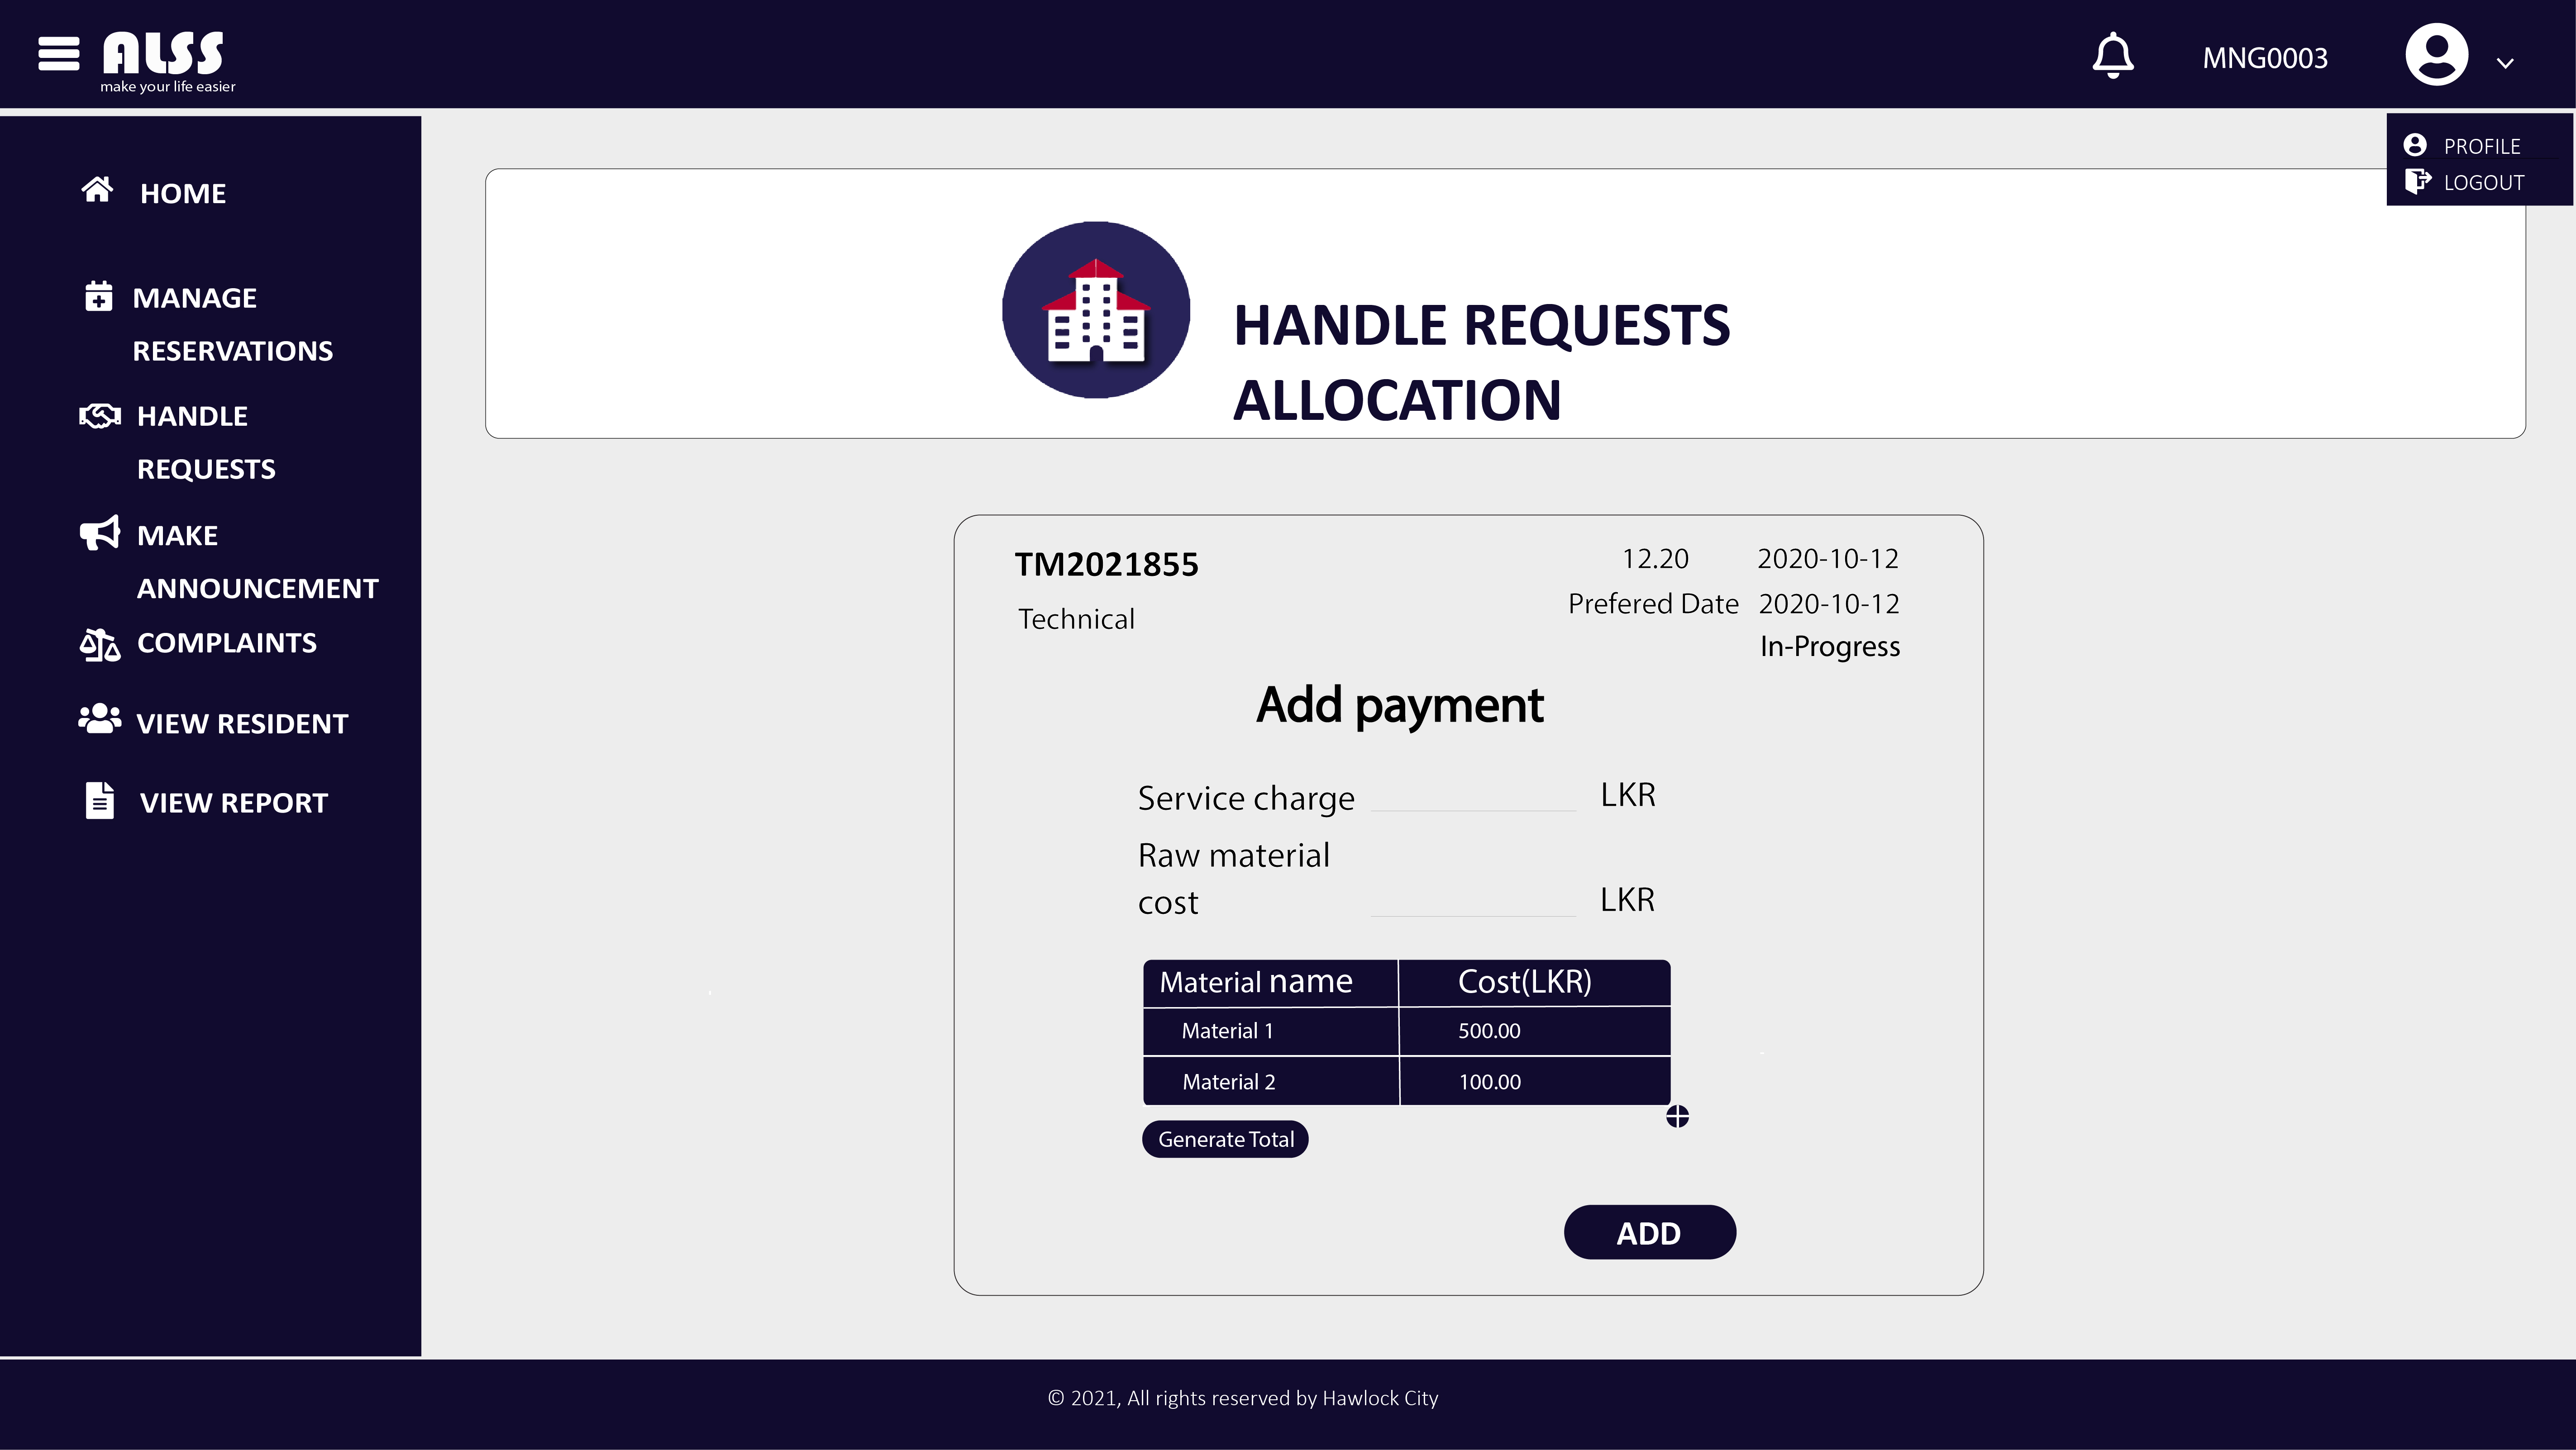 ALSS
make your life easier
MNG0003
PROFILE
LOGOUT
HOME
MANAGE
RESERVATIONS
HANDLE
REQUESTS
MAKE
ANNOUNCEMENT
COMPLAINTS
VIEW RESIDENT
VIEW REPORT
HANDLE REQUESTS
ALLOCATION
TM2021855
12.20 2020-10-12
Technical
Prefered Date 2020-10-12
In-Progress
Add payment
Service charge LKR
Raw material
cost LKR
Material name Cost(LKR)
Material 1 500.00
Material 2 100.00
Generate Total
ADD
© 2021, All rights reserved by Hawlock City